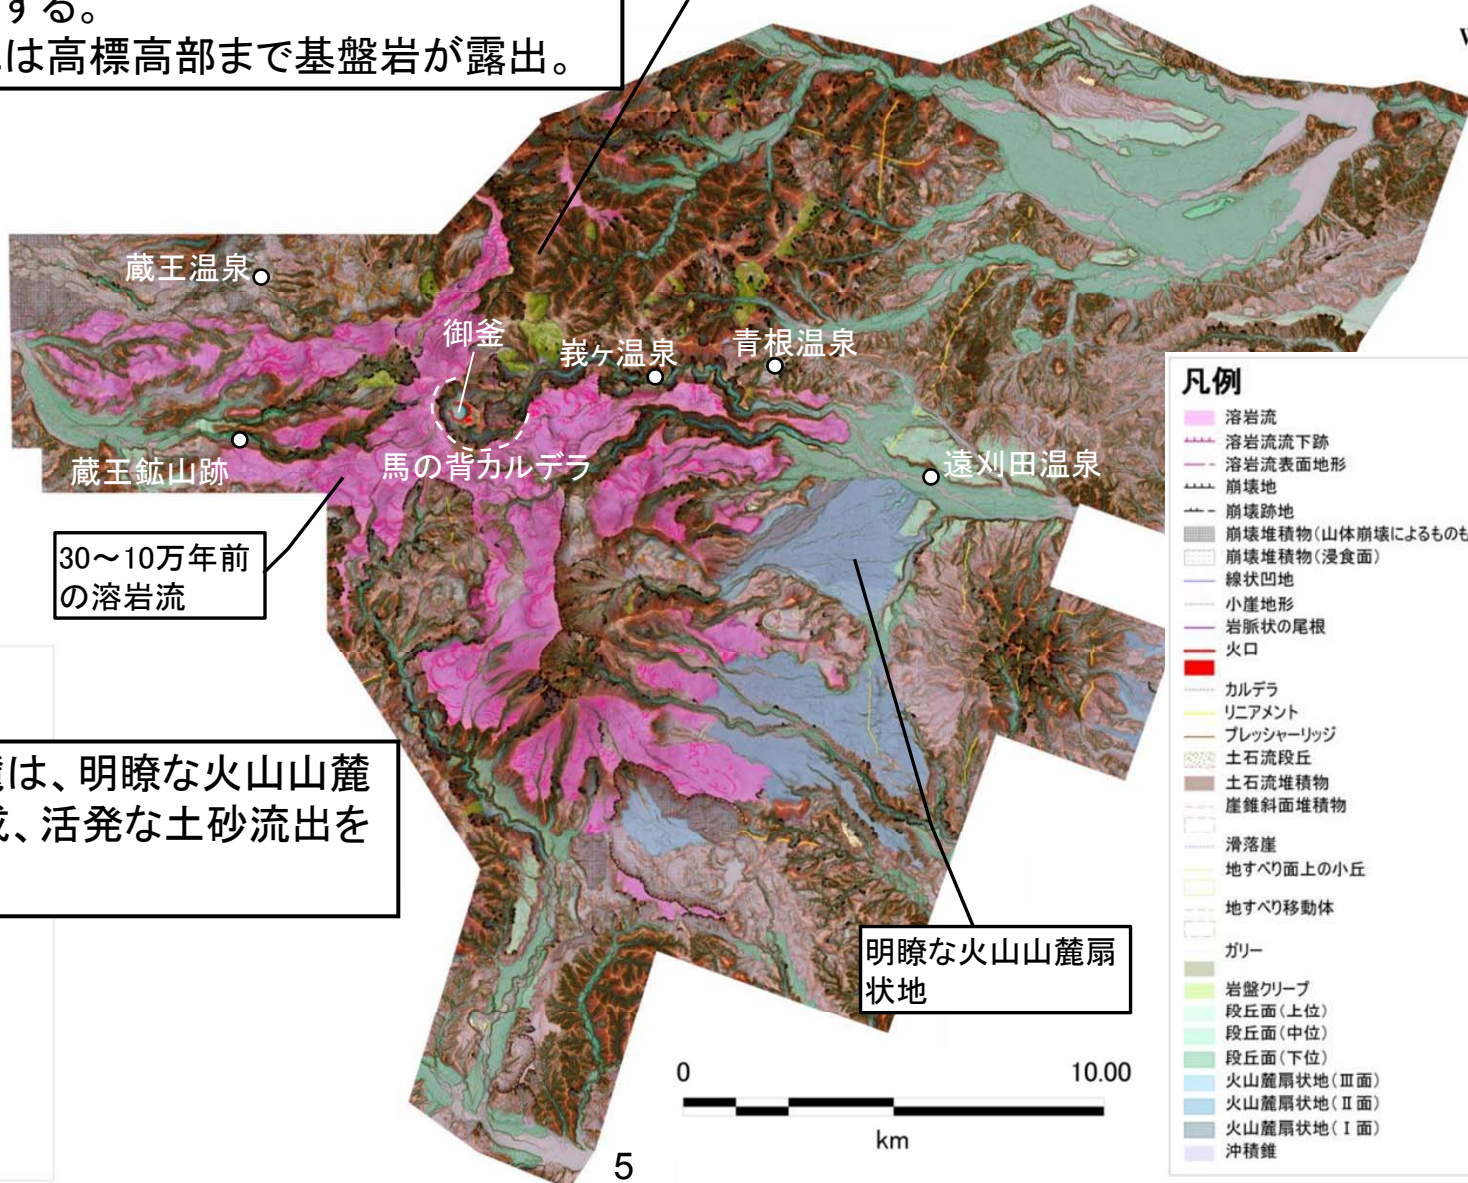 する。
は高標高部まで基盤岩が露出。
蔵王温泉
御釜
峩ヶ温泉
青根温泉
蔵王鉱山跡
馬の背カルデラ
遠刈田温泉
30～10万年前
の溶岩流
は、明瞭な火山山麓
、活発な土砂流出を
明瞭な火山山麓扇
状地
凡例
溶岩流
溶岩流流下跡
溶岩流表面地形
崩壊地
崩壊跡地
崩壊堆積物(山体崩壊によるものも
崩壊堆積物(浸食面)
線状凹地
小崖地形
岩脈状の尾根
火口
カルデラ
リニアメント
プレッシャーリッジ
土石流段丘
土石流堆積物
崖錐斜面堆積物
滑落崖
地すべり面上の小丘
地すべり移動体
ガリー
岩盤クリープ
段丘面(上位)
段丘面(中位)
段丘面(下位)
火山麓扇状地(Ⅲ面)
火山麓扇状地(Ⅱ面)
火山麓扇状地(Ⅰ面)
沖積錐
0 10.00
km
5